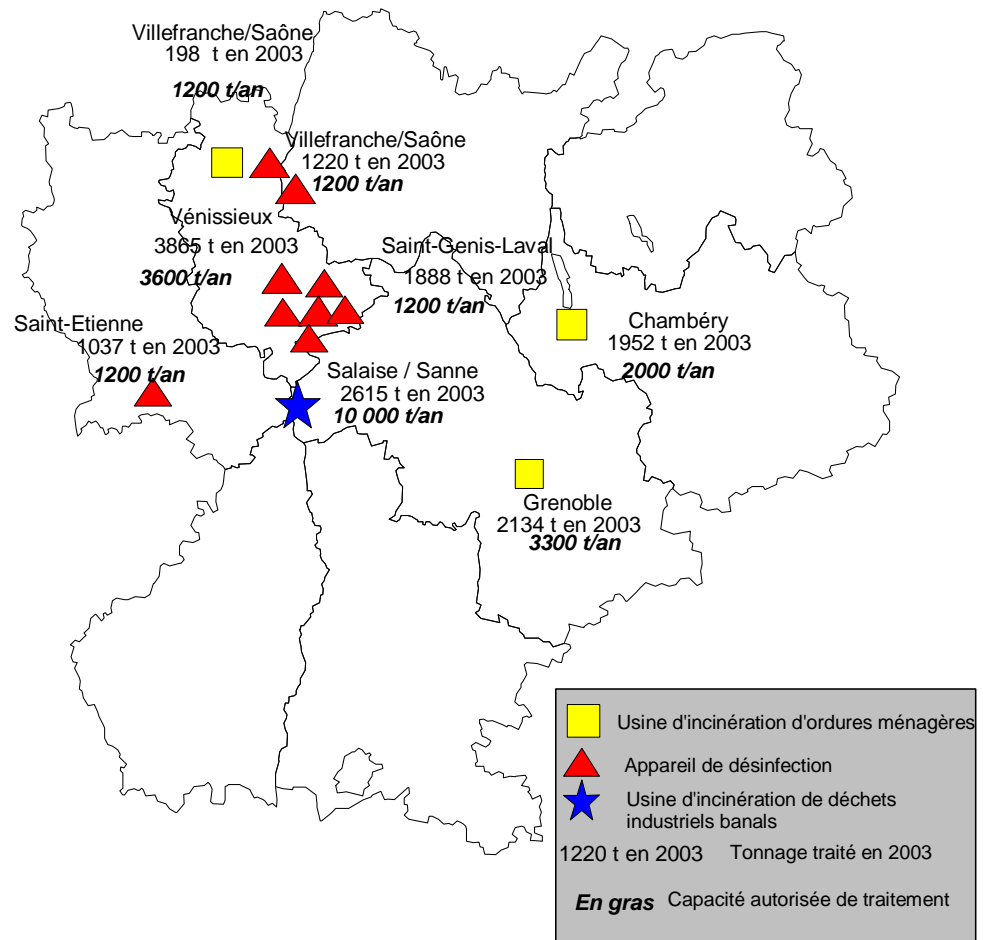 Villefranche/Saône
198 t en 2003
1200 t/an
Villefranche/Saône
1220 t en 2003
1200 t/an
Vénissieux
3865 t en 2003
3600 t/an
Saint-Genis-Laval
1888 t en 2003
1200 t/an
Saint-Etienne
1037 t en 2003
1200 t/an
Salaise / Sanne
2615 t en 2003
10 000 t/an
Chambéry
1952 t en 2003
2000 t/an
Grenoble
2134 t en 2003
3300 t/an
Usine d'incinération d'ordures ménagères
Appareil de désinfection
Usine d'incinération de déchets
industriels banals
1220 t en 2003 Tonnage traité en 2003
En gras Capacité autorisée de traitement